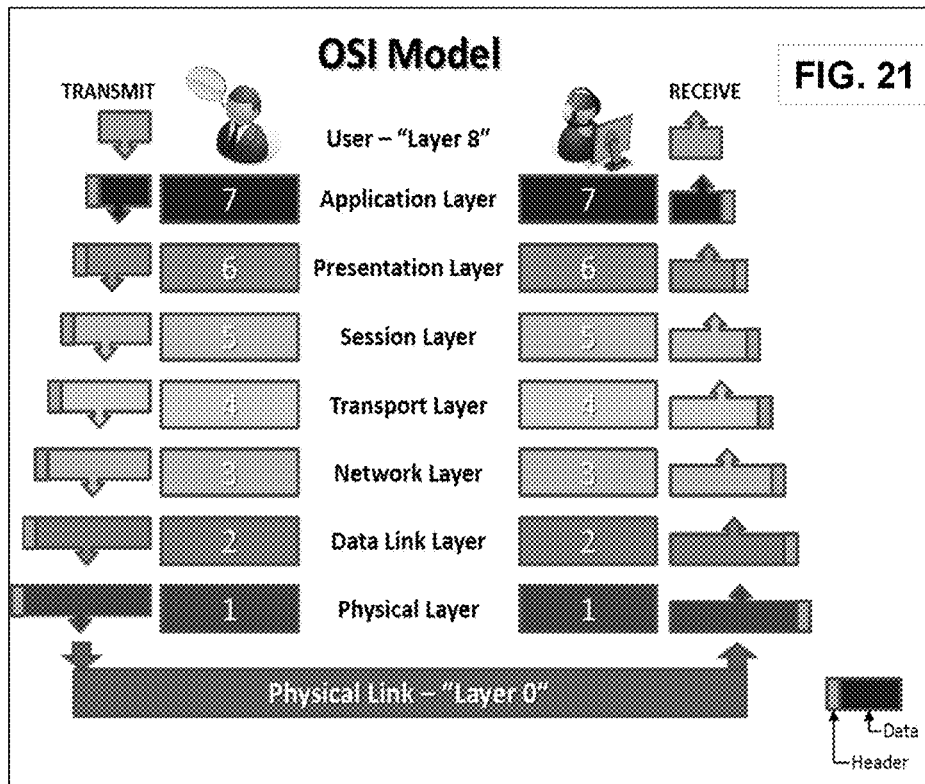 OSI Model
FIG. 21
TRANSMIT
RECEIVE
User – "Layer 8"
7 Application Layer 7
6 Presentation Layer 6
5 Session Layer 5
4 Transport Layer 4
3 Network Layer 3
2 Data Link Layer 2
1 Physical Layer 1
Physical Link – "Layer 0"
Data
Header